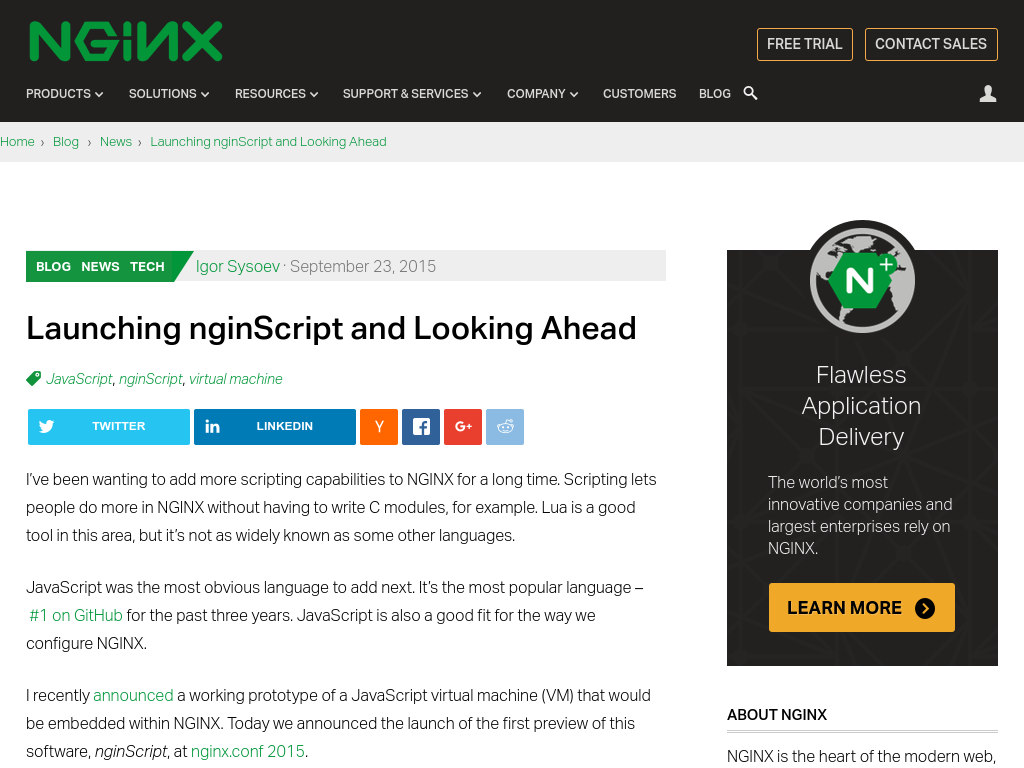 NGINX
FREE TRIAL
CONTACT SALES
PRODUCTS
SOLUTIONS
RESOURCES
SUPPORT & SERVICES
COMPANY
CUSTOMERS
BLOG
Home › Blog › News › Launching nginScript and Looking Ahead
BLOG NEWS TECH
Igor Sysoev · September 23, 2015
Launching nginScript and Looking Ahead
JavaScript, nginScript, virtual machine
TWITTER
LINKEDIN
I’ve been wanting to add more scripting capabilities to NGINX for a long time. Scripting lets
people do more in NGINX without having to write C modules, for example. Lua is a good
tool in this area, but it’s not as widely known as some other languages.
JavaScript was the most obvious language to add next. It’s the most popular language –
#1 on GitHub for the past three years. JavaScript is also a good fit for the way we
configure NGINX.
I recently announced a working prototype of a JavaScript virtual machine (VM) that would
be embedded within NGINX. Today we announced the launch of the first preview of this
software, nginScript, at nginx.conf 2015.
N+
Flawless
Application
Delivery
The world’s most
innovative companies and
largest enterprises rely on
NGINX.
LEARN MORE
ABOUT NGINX
NGINX is the heart of the modern web,